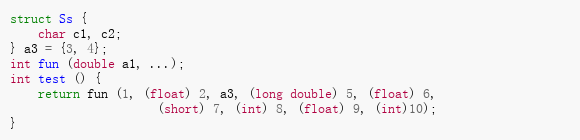 struct Ss {
    char c1, c2;
} a3 = {3, 4};
int fun (double a1, ...);
int test () {
    return fun (1, (float) 2, a3, (long double) 5, (float) 6,
                     (short) 7, (int) 8, (float) 9, (int)10);
}